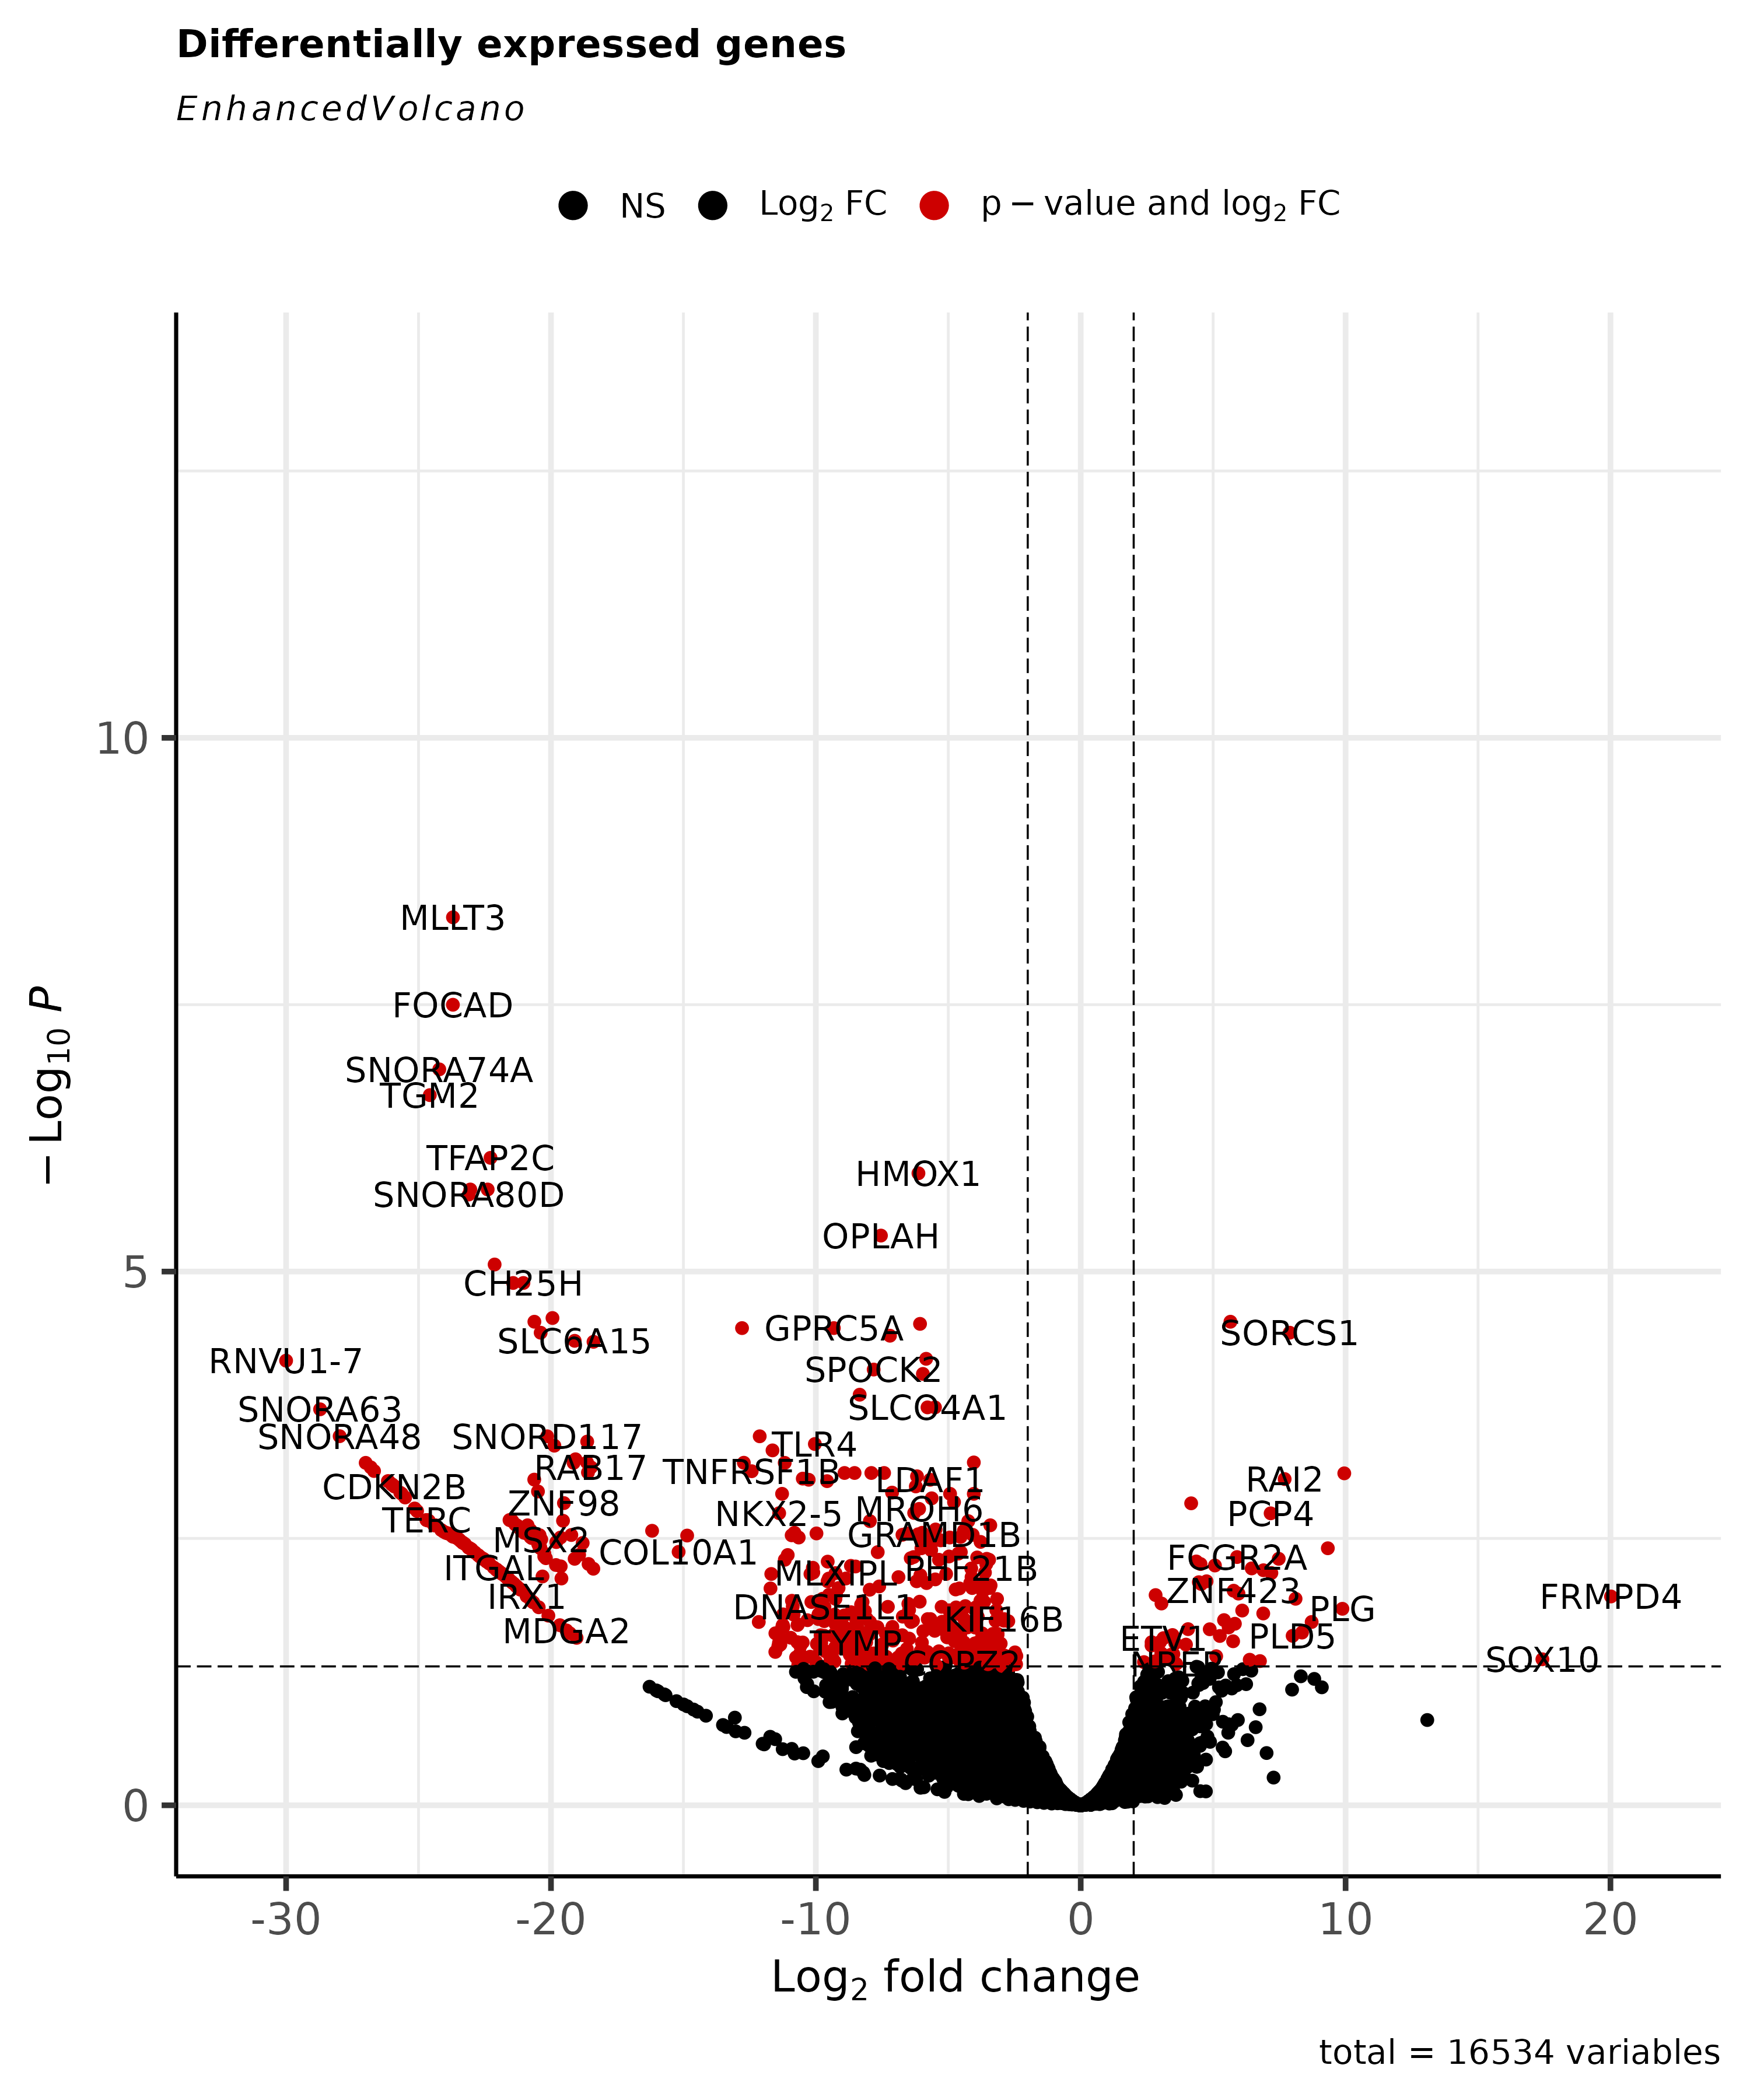 Differentially expressed genes
EnhancedVolcano
NS Log₂ FC p − value and log₂ FC
− Log₁₀ P
10
5
0
MLLT3
FOCAD
SNORA74A
TGM2
TFAP2C
HMOX1
SNORA80D
OPLAH
CH25H
GPRC5A
SORCS1
SLC6A15
RNVU1-7
SPOCK2
SNORA63
SLCO4A1
SNORA48
SNORD117
TLR4
RAB17
TNFRSF1B
LDAF1
RAI2
CDKN2B
ZNF98
MROH6
NKX2-5
PCP4
TERC
GRAMD1B
MSX2
COL10A1
FCGR2A
ITGAL
MLXIPL
PHF21B
ZNF423
IRX1
FRMPD4
DNASE1L1
PLG
KIF16B
MDGA2
ETV1
PLD5
TYMP
SOX10
COPZ2
-30 -20 -10 0 10 20
Log₂ fold change
total = 16534 variables